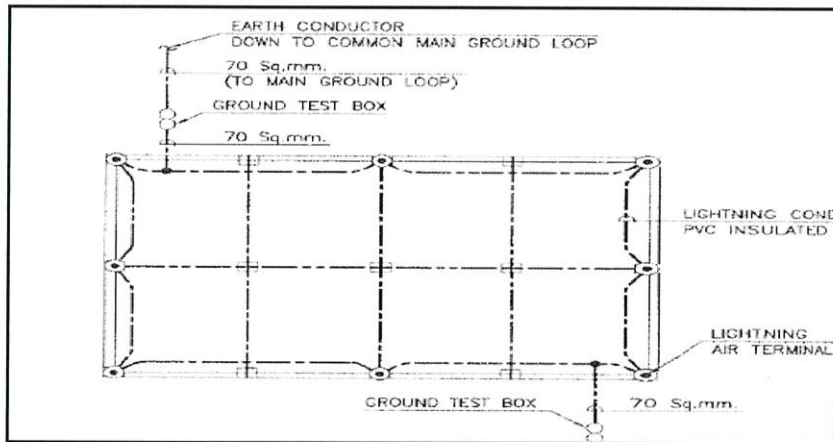 EARTH CONDUCTOR
DOWN TO COMMON MAIN GROUND LOOP
70 Sq.mm.
(TO MAIN GROUND LOOP)
GROUND TEST BOX
70 Sq.mm.
LIGHTNING COND
PVC INSULATED
LIGHTNING
AIR TERMINAL
GROUND TEST BOX
70 Sq.mm.